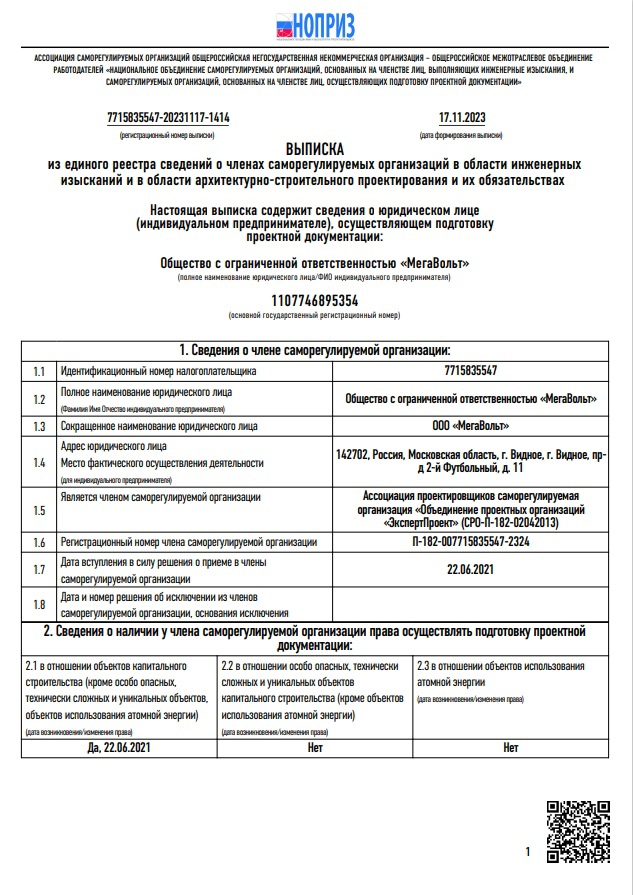 НОПРИЗ
АССОЦИАЦИЯ САМОРЕГУЛИРУЕМЫХ ОРГАНИЗАЦИЙ ОБЩЕРОССИЙСКАЯ НЕГОСУДАРСТВЕННАЯ НЕКОММЕРЧЕСКАЯ ОРГАНИЗАЦИЯ – ОБЩЕРОССИЙСКОЕ МЕЖОТРАСЛЕВОЕ ОБЪЕДИНЕНИЕ
РАБОТОДАТЕЛЕЙ «НАЦИОНАЛЬНОЕ ОБЪЕДИНЕНИЕ САМОРЕГУЛИРУЕМЫХ ОРГАНИЗАЦИЙ, ОСНОВАННЫХ НА ЧЛЕНСТВЕ ЛИЦ, ВЫПОЛНЯЮЩИХ ИНЖЕНЕРНЫЕ ИЗЫСКАНИЯ, И
САМОРЕГУЛИРУЕМЫХ ОРГАНИЗАЦИЙ, ОСНОВАННЫХ НА ЧЛЕНСТВЕ ЛИЦ, ОСУЩЕСТВЛЯЮЩИХ ПОДГОТОВКУ ПРОЕКТНОЙ ДОКУМЕНТАЦИИ»
7715835547-20231117-1414
17.11.2023
(регистрационный номер выписки)
(дата формирования выписки)
ВЫПИСКА
из единого реестра сведений о членах саморегулируемых организаций в области инженерных
изысканий и в области архитектурно-строительного проектирования и их обязательствах
Настоящая выписка содержит сведения о юридическом лице
(индивидуальном предпринимателе), осуществляющем подготовку
проектной документации:
Общество с ограниченной ответственностью «МегаВольт»
(полное наименование юридического лица/ФИО индивидуального предпринимателя)
1107746895354
(основной государственный регистрационный номер)
1. Сведения о члене саморегулируемой организации:
1.1 Идентификационный номер налогоплательщика 7715835547
1.2 Полное наименование юридического лица
(Фамилия Имя Отчество индивидуального предпринимателя)
Общество с ограниченной ответственностью «МегаВольт»
1.3 Сокращенное наименование юридического лица ООО «МегаВольт»
1.4 Адрес юридического лица
Место фактического осуществления деятельности
(для индивидуального предпринимателя)
142702, Россия, Московская область, г. Видное, г. Видное, пр-
д 2-й Футбольный, д. 11
1.5 Является членом саморегулируемой организации
Ассоциация проектировщиков саморегулируемая
организация «Объединение проектных организаций
«ЭкспертПроект» (СРО-П-182-02042013)
1.6 Регистрационный номер члена саморегулируемой организации П-182-007715835547-2324
1.7 Дата вступления в силу решения о приеме в члены
саморегулируемой организации
22.06.2021
1.8 Дата и номер решения об исключении из членов
саморегулируемой организации, основания исключения
2. Сведения о наличии у члена саморегулируемой организации права осуществлять подготовку проектной
документации:
2.1 в отношении объектов капитального
строительства (кроме особо опасных,
технически сложных и уникальных объектов,
объектов использования атомной энергии)
(дата возникновения/изменения права)
2.2 в отношении особо опасных, технически
сложных и уникальных объектов
капитального строительства (кроме объектов
использования атомной энергии)
(дата возникновения/изменения права)
2.3 в отношении объектов использования
атомной энергии
(дата возникновения/изменения права)
Да, 22.06.2021
Нет
Нет
1